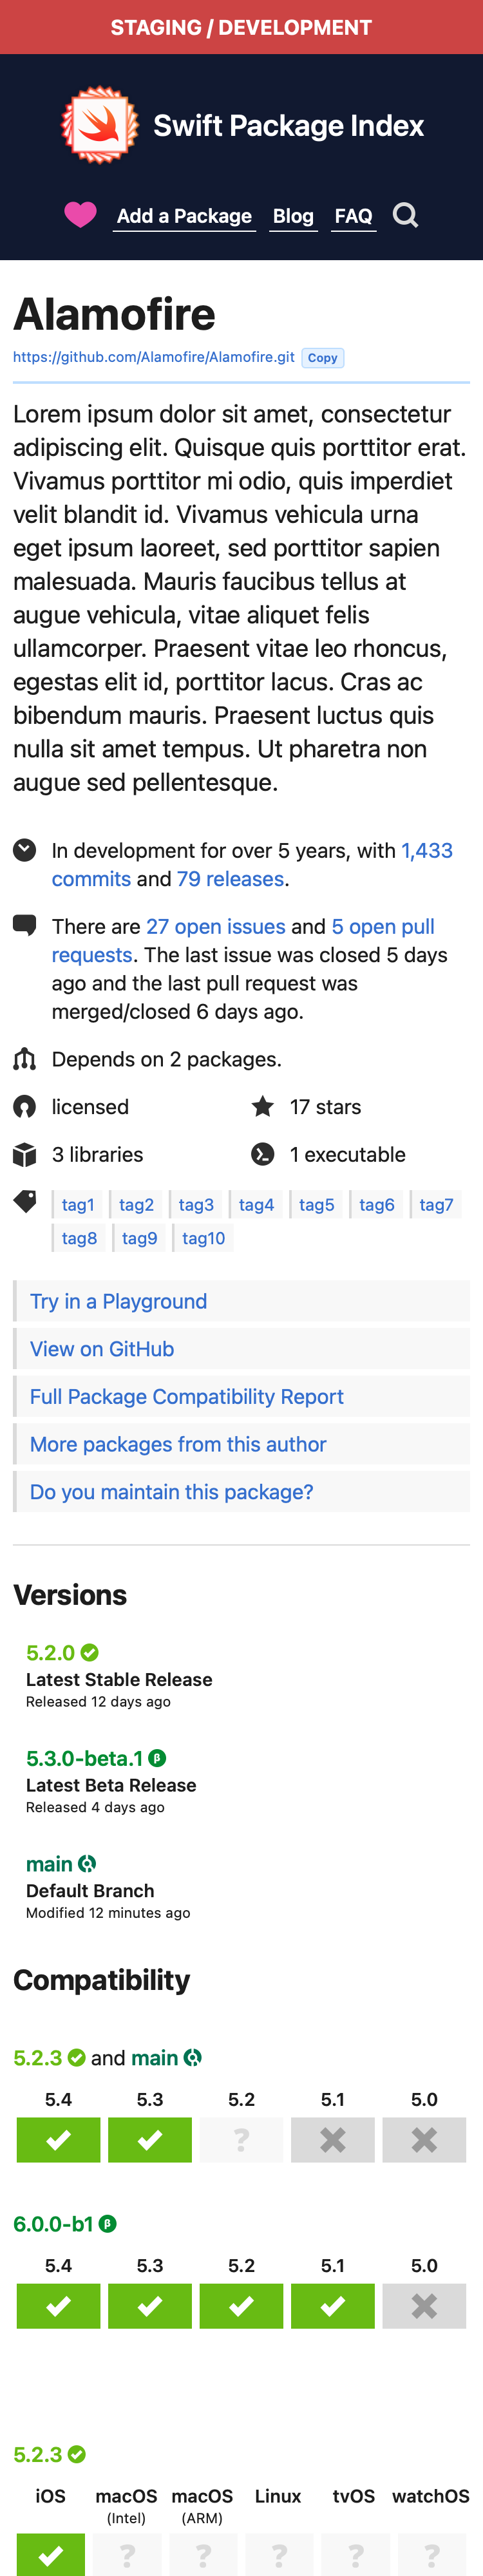 STAGING / DEVELOPMENT
Swift Package Index
Add a Package Blog FAQ
Alamofire
https://github.com/Alamofire/Alamofire.git Copy
Lorem ipsum dolor sit amet, consectetur
adipiscing elit. Quisque quis porttitor erat.
Vivamus porttitor mi odio, quis imperdiet
velit blandit id. Vivamus vehicula urna
eget ipsum laoreet, sed porttitor sapien
malesuada. Mauris faucibus tellus at
augue vehicula, vitae aliquet felis
ullamcorper. Praesent vitae leo rhoncus,
egestas elit id, porttitor lacus. Cras ac
bibendum mauris. Praesent luctus quis
nulla sit amet tempus. Ut pharetra non
augue sed pellentesque.
In development for over 5 years, with 1,433
commits and 79 releases.
There are 27 open issues and 5 open pull
requests. The last issue was closed 5 days
ago and the last pull request was
merged/closed 6 days ago.
Depends on 2 packages.
licensed 17 stars
3 libraries 1 executable
tag1 tag2 tag3 tag4 tag5 tag6 tag7
tag8 tag9 tag10
Try in a Playground
View on GitHub
Full Package Compatibility Report
More packages from this author
Do you maintain this package?
Versions
5.2.0
Latest Stable Release
Released 12 days ago
5.3.0-beta.1 β
Latest Beta Release
Released 4 days ago
main
Default Branch
Modified 12 minutes ago
Compatibility
5.2.3 and main
5.4 5.3 5.2 5.1 5.0
?
6.0.0-b1 β
5.4 5.3 5.2 5.1 5.0
5.2.3
iOS macOS macOS Linux tvOS watchOS
(Intel) (ARM)
? ? ? ? ?